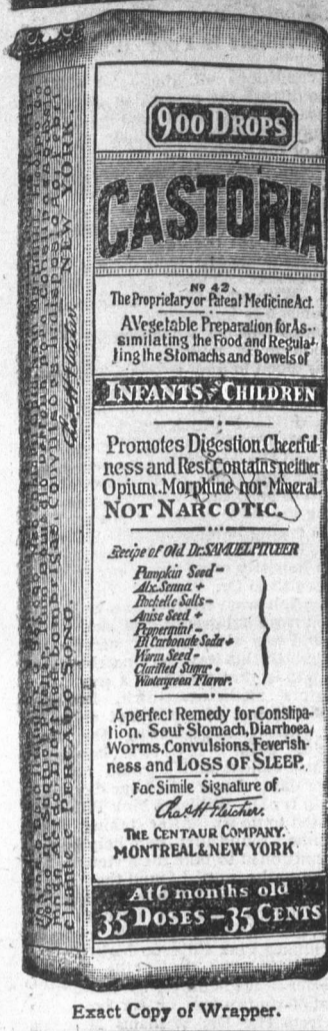 900 DROPS
CASTORIA
Nº 42.
The Proprietary or Patent Medicine Act.
A Vegetable Preparation for As-
similating the Food and Regula-
ting the Stomachs and Bowels of
INFANTS & CHILDREN
Promotes Digestion, Cheerful-
ness and Rest. Contains neither
Opium, Morphine nor Mineral.
NOT NARCOTIC.
Recipe of Old Dr. SAMUEL PITCHER
Pumpkin Seed -
Alx. Senna +
Rochelle Salts -
Anise Seed +
Peppermint -
Bi Carbonate Soda +
Worm Seed -
Clarified Sugar -
Wintergreen Flavor.
A perfect Remedy for Constipa-
tion, Sour Stomach, Diarrhoea,
Worms, Convulsions, Feverish-
ness and LOSS OF SLEEP.
Fac Simile Signature of
Chas. H. Fletcher.
THE CENTAUR COMPANY.
MONTREAL & NEW YORK
At 6 months old
35 DOSES - 35 CENTS
Chas. H. Fletcher. NEW YORK.
Exact Copy of Wrapper.